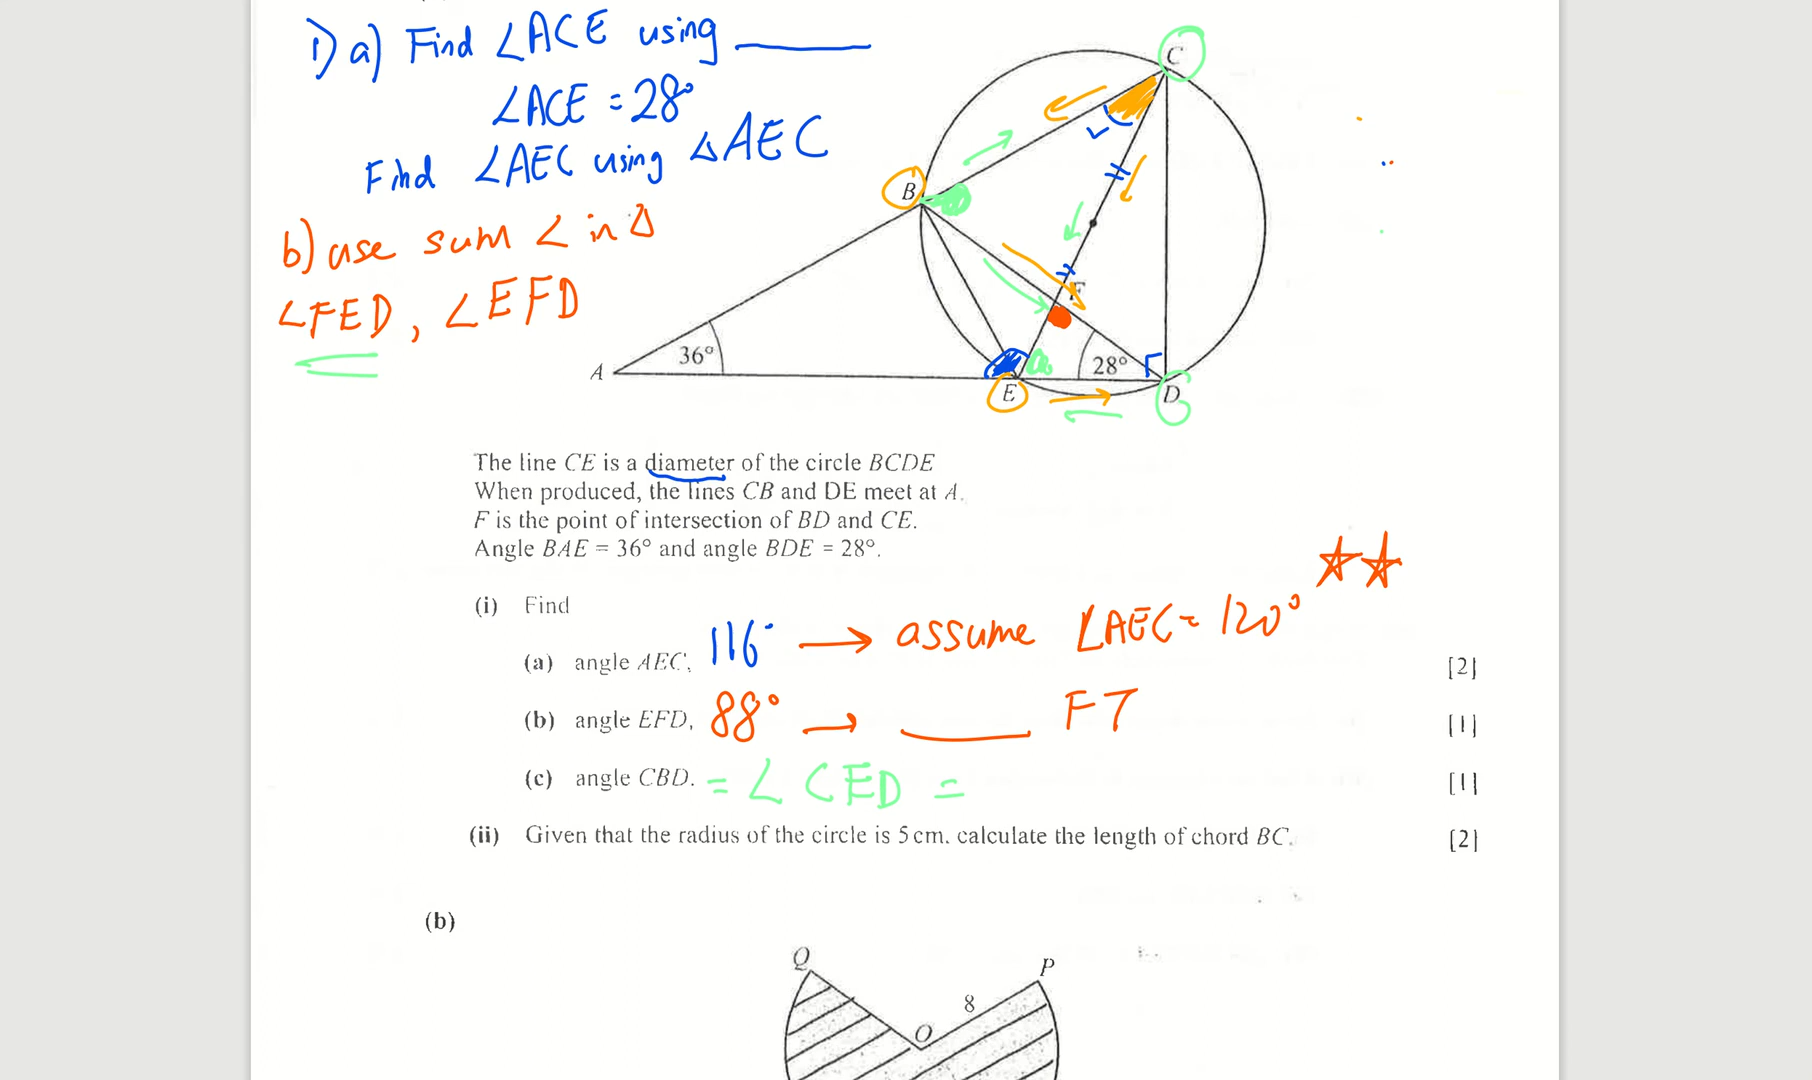 1) a) Find ∠ACE using ____
∠ACE = 28°
Find ∠AEC using △AEC
b) use sum ∠ in △
∠FED, ∠EFD
C
B
F
36°
28°
A
E
D
The line CE is a diameter of the circle BCDE
When produced, the lines CB and DE meet at A.
F is the point of intersection of BD and CE.
Angle BAE = 36° and angle BDE = 28°.
(i) Find
(a) angle AEC, 116° → assume ∠AEC = 120° [2]
(b) angle EFD, 88° → ____ FT [1]
(c) angle CBD. = ∠CED = [1]
(ii) Given that the radius of the circle is 5 cm. calculate the length of chord BC. [2]
(b)
Q
P
8
O